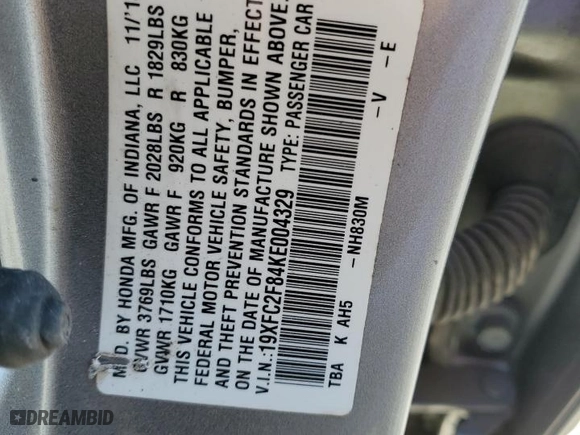 MFD. BY HONDA MFG. OF INDIANA, LLC 11/1
GVWR 3769LBS GAWR F 2028LBS R 1829LBS
GVWR 1710KG GAWR F 920KG R 830KG
THIS VEHICLE CONFORMS TO ALL APPLICABLE
FEDERAL MOTOR VEHICLE SAFETY, BUMPER,
AND THEFT PREVENTION STANDARDS IN EFFECT
ON THE DATE OF MANUFACTURE SHOWN ABOVE.
V.I.N.:19XFC2F84KE004329 TYPE: PASSENGER CAR
TBA K AH5 -NH830M -V -E
DREAMBID